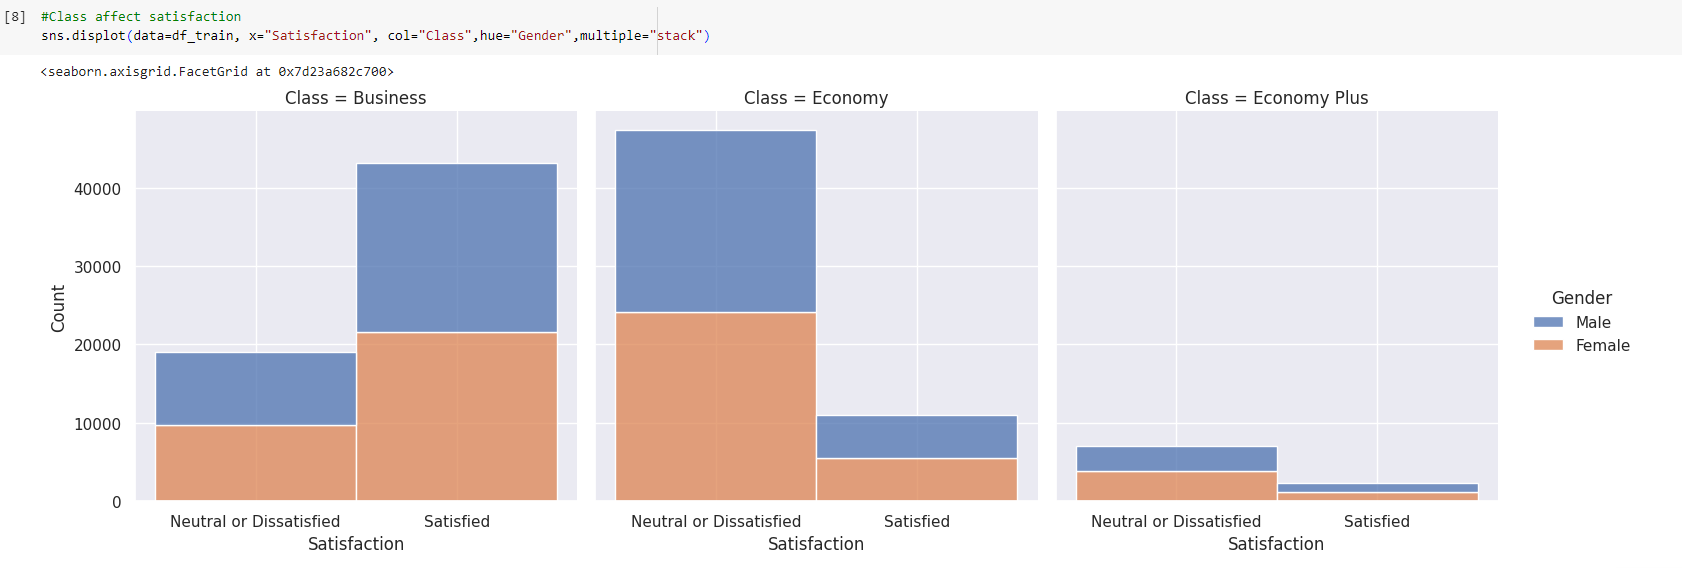 [8] #Class affect satisfaction
sns.displot(data=df_train, x="Satisfaction", col="Class",hue="Gender",multiple="stack")
<seaborn.axisgrid.FacetGrid at 0x7d23a682c700>
Class = Business
Class = Economy
Class = Economy Plus
Count
40000
30000
20000
10000
0
Neutral or Dissatisfied Satisfied
Satisfaction
Neutral or Dissatisfied Satisfied
Satisfaction
Neutral or Dissatisfied Satisfied
Satisfaction
Gender
Male
Female